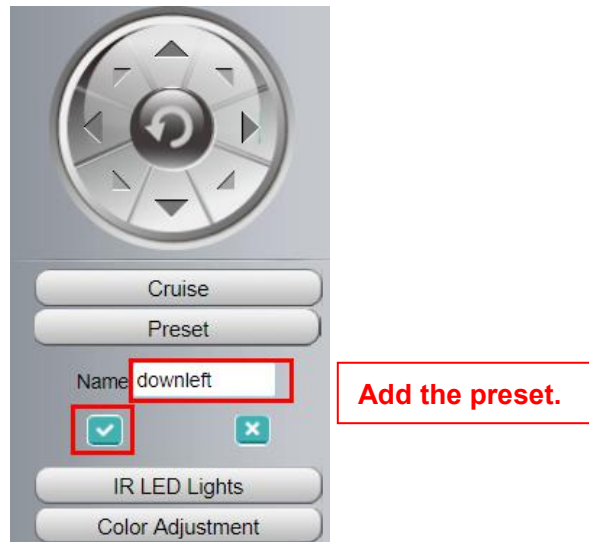 Cruise
Preset
Name downleft
Add the preset.
IR LED Lights
Color Adjustment